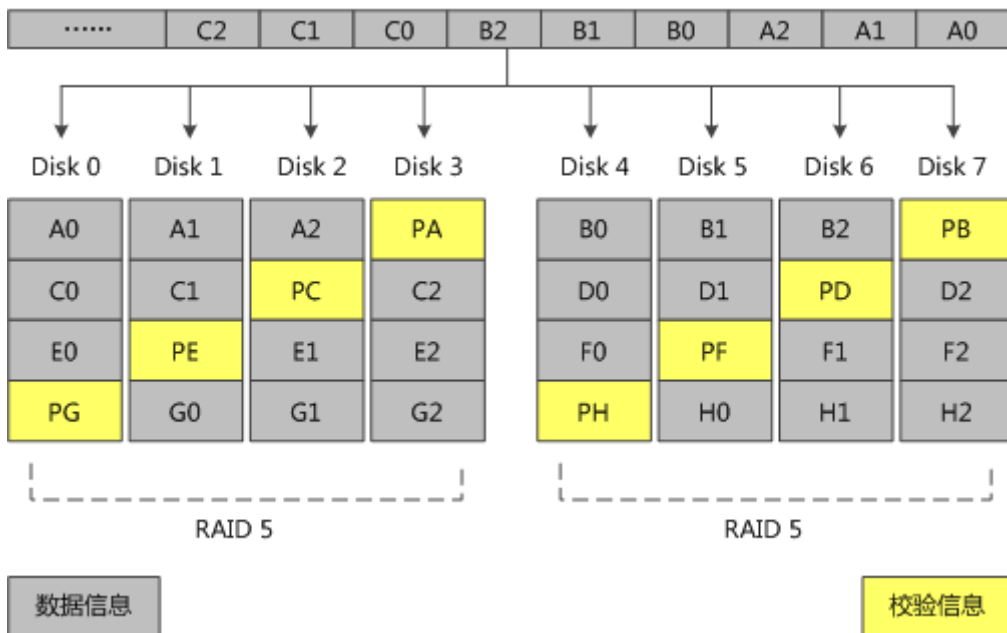 …… C2 C1 C0 B2 B1 B0 A2 A1 A0
Disk 0 Disk 1 Disk 2 Disk 3 Disk 4 Disk 5 Disk 6 Disk 7
A0 A1 A2 PA B0 B1 B2 PB
C0 C1 PC C2 D0 D1 PD D2
E0 PE E1 E2 F0 PF F1 F2
PG G0 G1 G2 PH H0 H1 H2
RAID 5 RAID 5
数据信息 校验信息